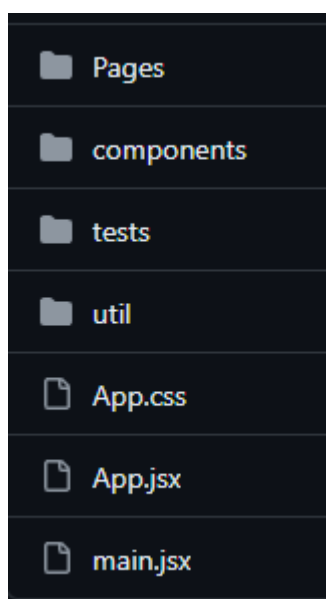 Pages
components
tests
util
App.css
App.jsx
main.jsx